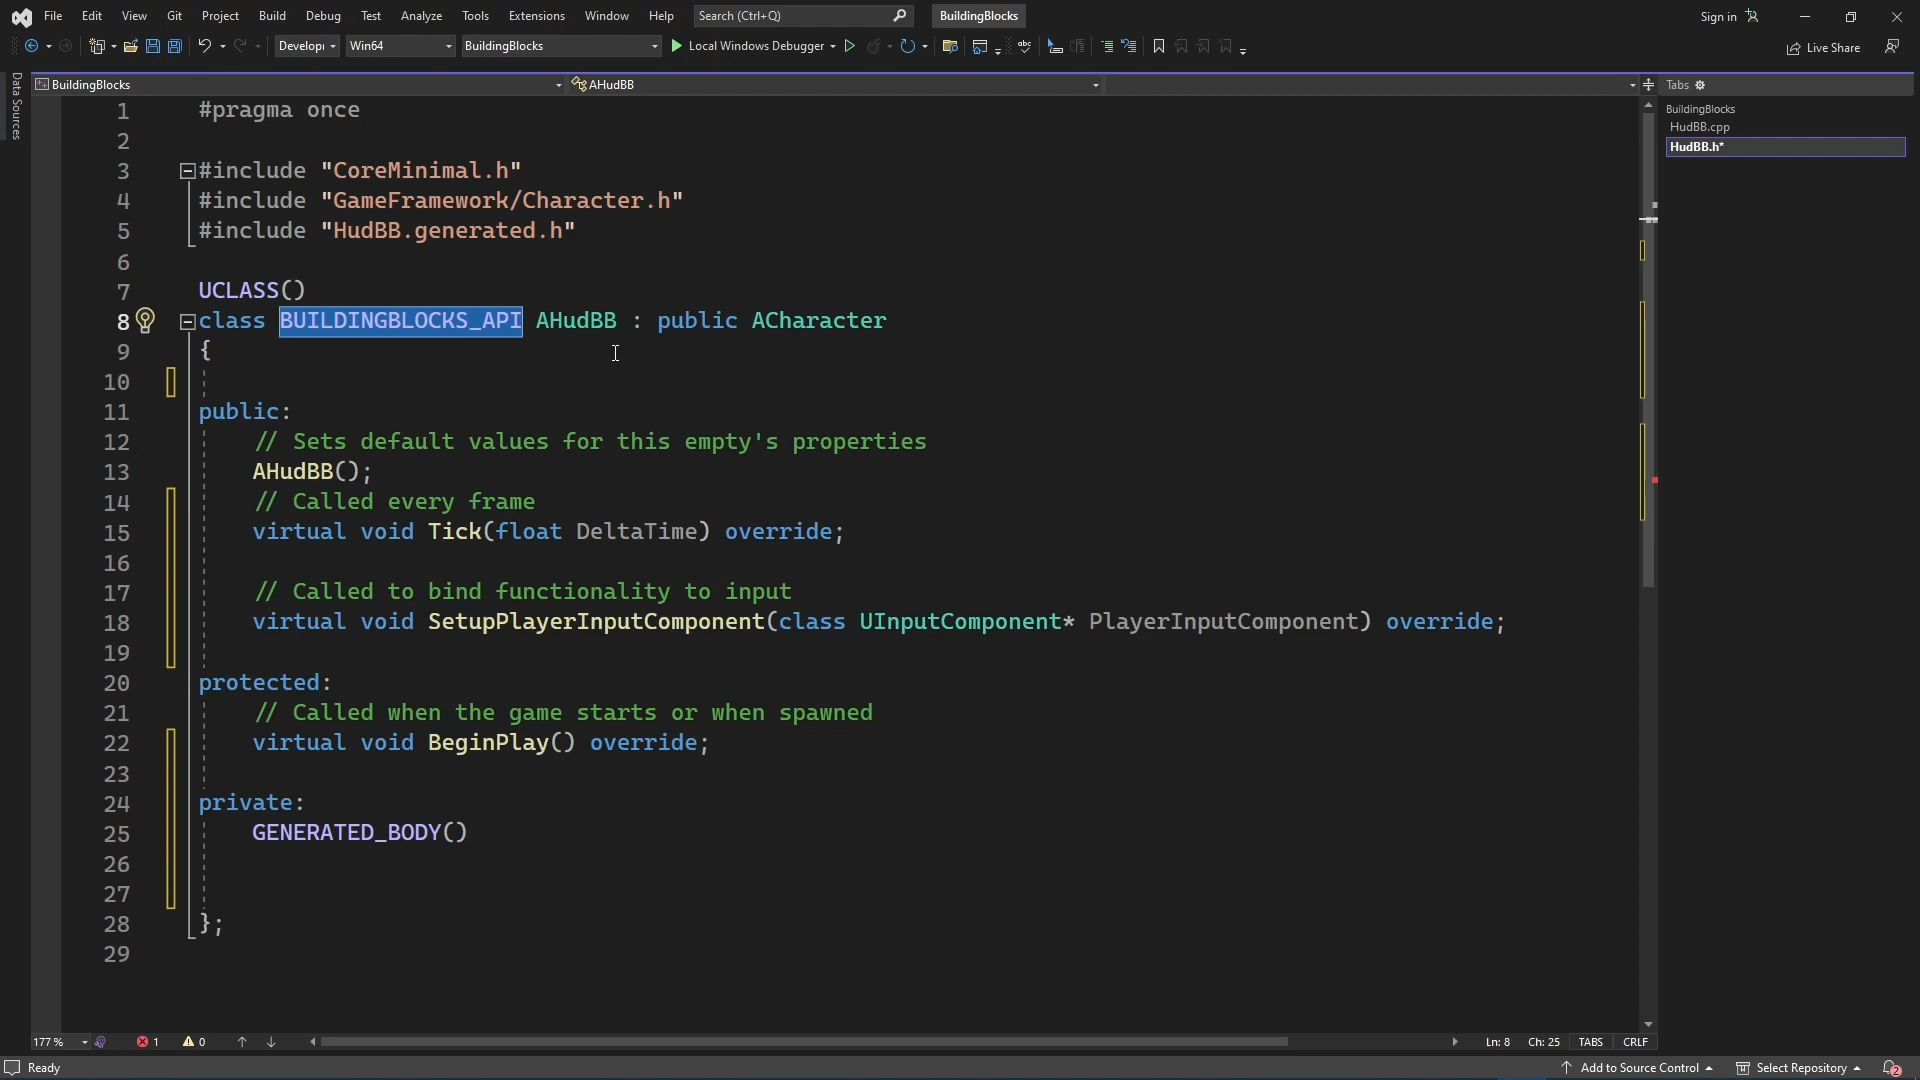 File Edit View Git Project Build Debug Test Analyze Tools Extensions Window Help Search (Ctrl+Q) BuildingBlocks Sign in
Develop Win64 BuildingBlocks Local Windows Debugger Live Share
Data Sources
BuildingBlocks AHudBB Tabs
BuildingBlocks
HudBB.cpp
HudBB.h*
1 #pragma once
2
3 #include "CoreMinimal.h"
4 #include "GameFramework/Character.h"
5 #include "HudBB.generated.h"
6
7 UCLASS()
8 class BUILDINGBLOCKS_API AHudBB : public ACharacter
9 {
10
11 public:
12 // Sets default values for this empty's properties
13 AHudBB();
14 // Called every frame
15 virtual void Tick(float DeltaTime) override;
16
17 // Called to bind functionality to input
18 virtual void SetupPlayerInputComponent(class UInputComponent* PlayerInputComponent) override;
19
20 protected:
21 // Called when the game starts or when spawned
22 virtual void BeginPlay() override;
23
24 private:
25 GENERATED_BODY()
26
27
28 };
29
177 % 1 0 Ln: 8 Ch: 25 TABS CRLF
Ready Add to Source Control Select Repository 2